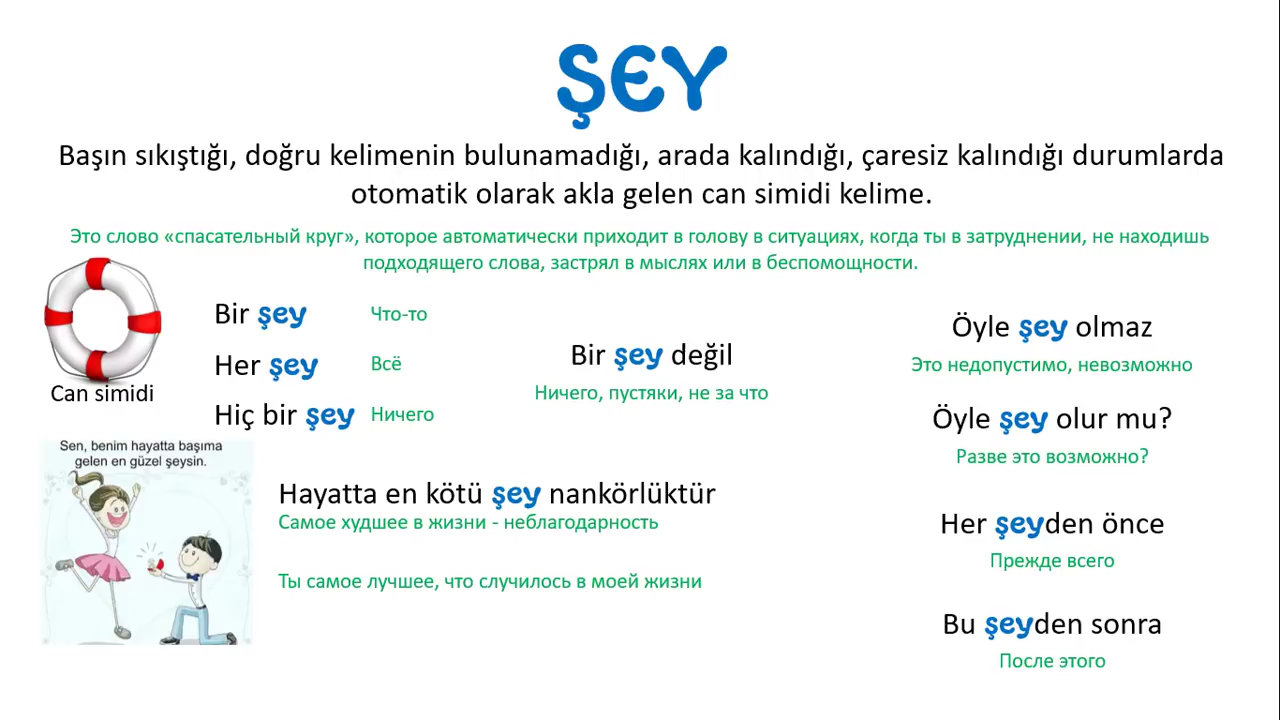 ŞEY
Başın sıkıştığı, doğru kelimenin bulunamadığı, arada kalındığı, çaresiz kalındığı durumlarda
otomatik olarak akla gelen can simidi kelime.
Это слово «спасательный круг», которое автоматически приходит в голову в ситуациях, когда ты в затруднении, не находишь
подходящего слова, застрял в мыслях или в беспомощности.
Can simidi
Bir şey Что-то
Her şey Всё
Hiç bir şey Ничего
Bir şey değil
Ничего, пустяки, не за что
Öyle şey olmaz
Это недопустимо, невозможно
Öyle şey olur mu?
Разве это возможно?
Her şeyden önce
Прежде всего
Bu şeyden sonra
После этого
Sen, benim hayatta başıma
gelen en güzel şeysin.
Hayatta en kötü şey nankörlüktür
Самое худшее в жизни - неблагодарность
Ты самое лучшее, что случилось в моей жизни